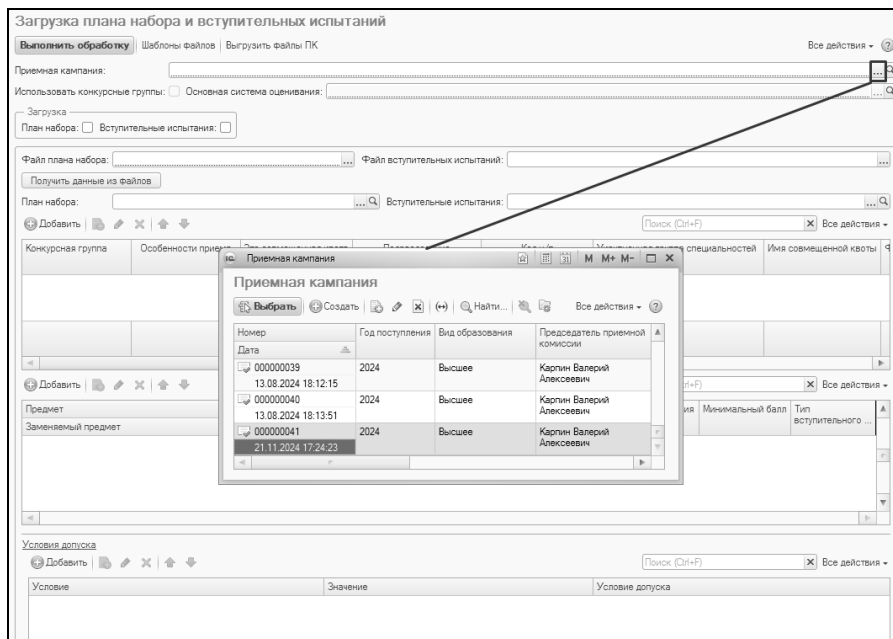 Загрузка плана набора и вступительных испытаний
Выполнить обработку Шаблоны файлов Выгрузить файлы ПК Все действия
Приемная кампания:
Использовать конкурсные группы: Основная система оценивания:
Загрузка
План набора: Вступительные испытания:
Файл плана набора: Файл вступительных испытаний:
Получить данные из файлов
План набора: Вступительные испытания:
Добавить Поиск (Ctrl+F) Все действия
Конкурсная группа Особенности приема специальностей Имя совмещенной квоты
1С Приемная кампания M M+ M-
Приемная кампания
Выбрать Создать Найти... Все действия
Номер Год поступления Вид образования Председатель приемной комиссии
Дата
000000039 2024 Высшее Карпин Валерий Алексеевич
13.08.2024 18:12:15
000000040 2024 Высшее Карпин Валерий Алексеевич
13.08.2024 18:13:51
000000041 2024 Высшее Карпин Валерий Алексеевич
21.11.2024 17:24:23
Добавить Ctrl+F) Все действия
Предмет Минимальный балл Тип вступительного ...
Заменяемый предмет
Условия допуска
Добавить Поиск (Ctrl+F) Все действия
Условие Значение Условие допуска